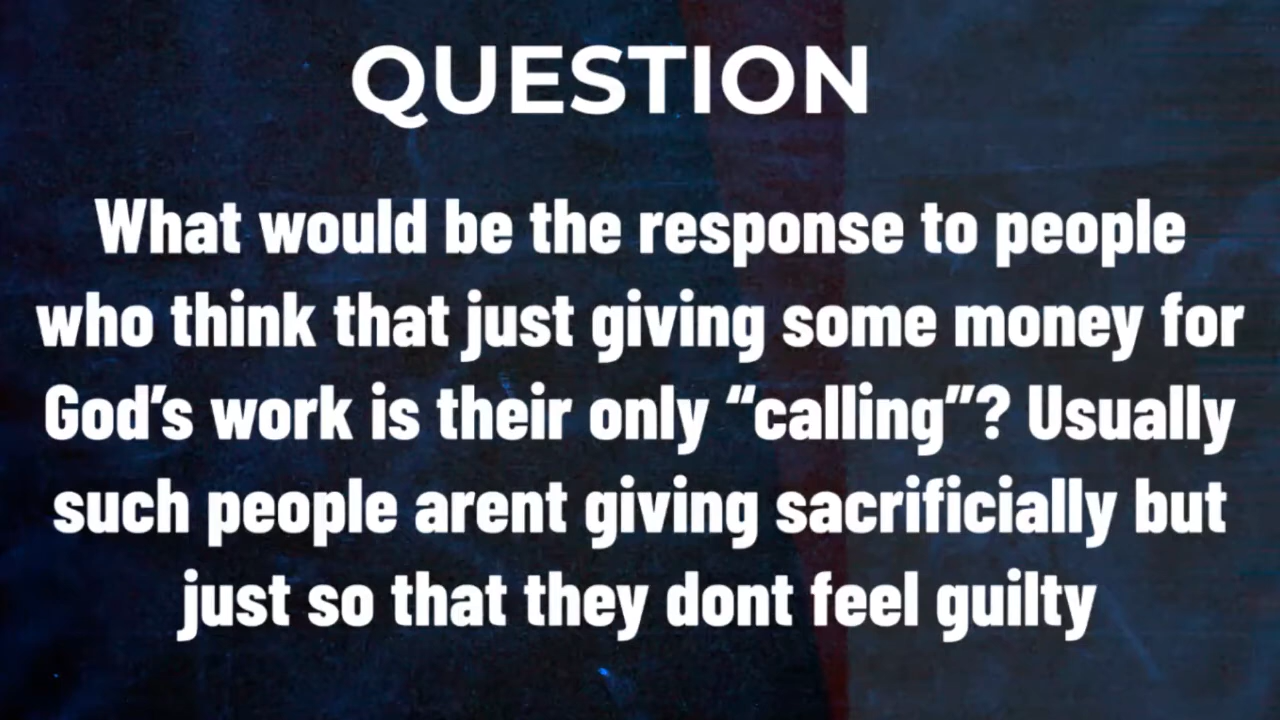 QUESTION
What would be the response to people
who think that just giving some money for
God’s work is their only “calling”? Usually
such people arent giving sacrificially but
just so that they dont feel guilty